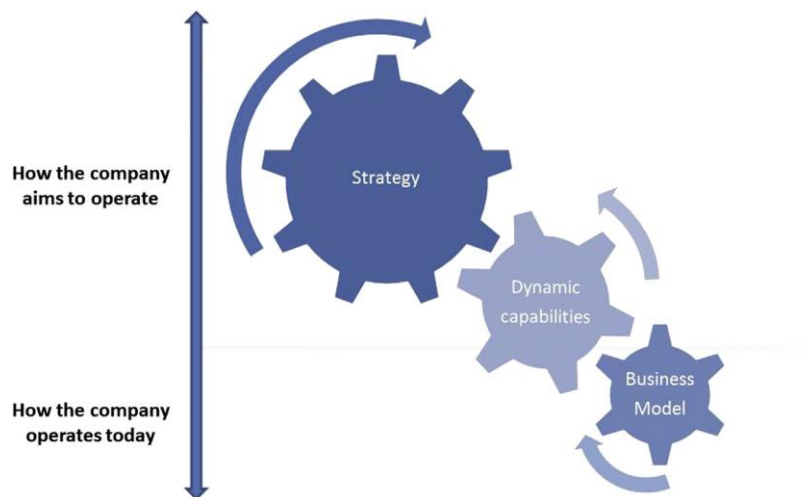 How the company
aims to operate
Strategy
Dynamic
capabilities
Business
Model
How the company
operates today